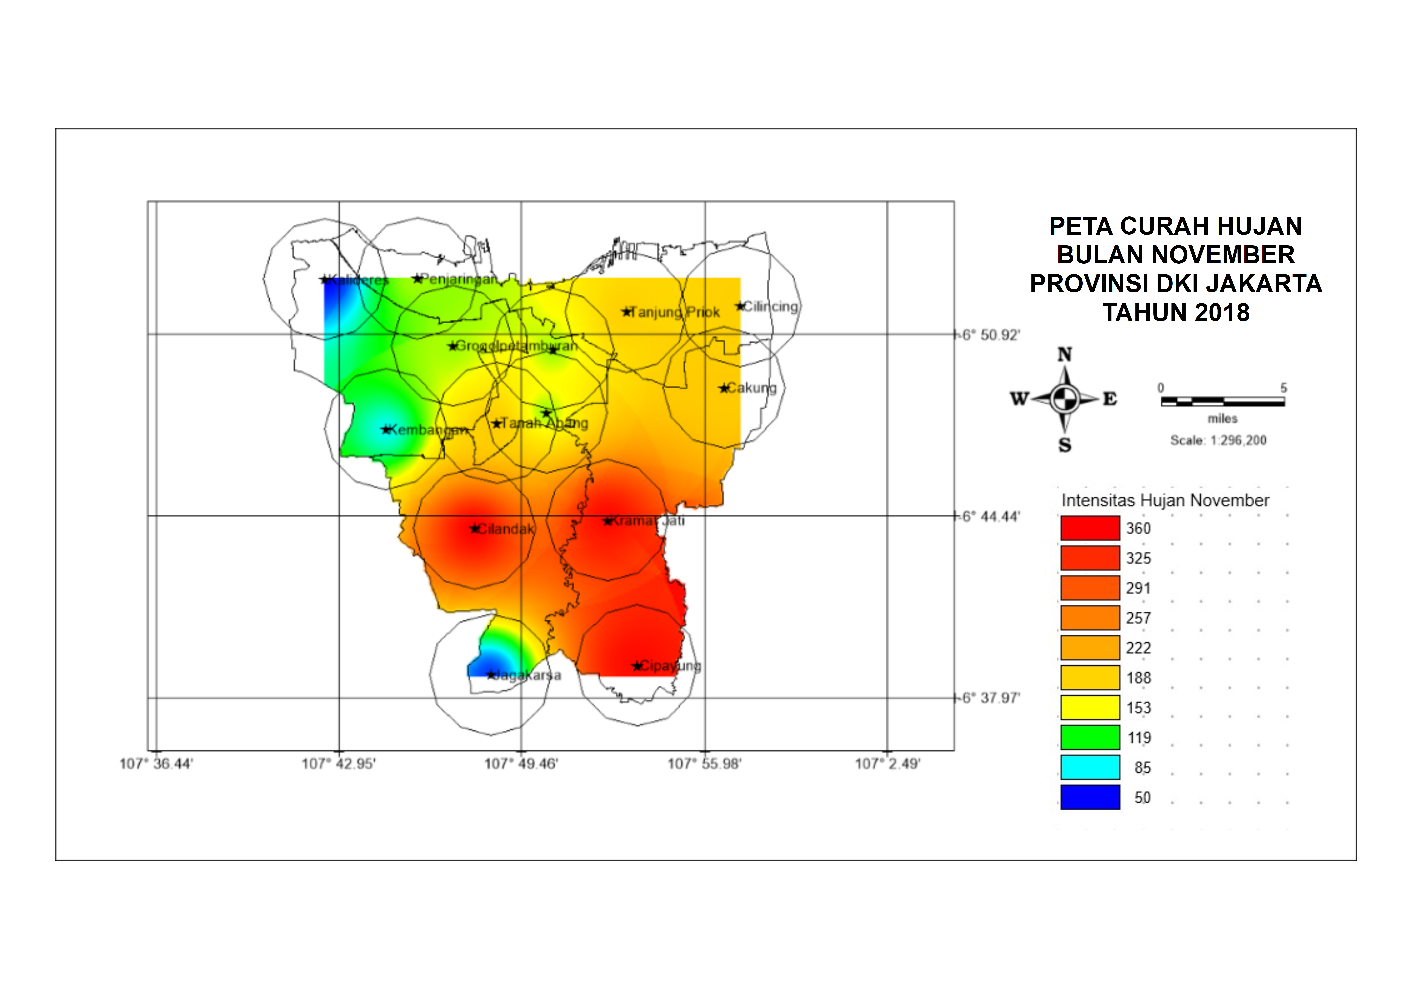 PETA CURAH HUJAN
BULAN NOVEMBER
PROVINSI DKI JAKARTA
TAHUN 2018
Kalideres
Penjaringan
Tanjung Priok
Cilincing
Grogolpetamburan
Cakung
Kembangan
Tanah Abang
Cilandak
Kramat Jati
Jagakarsa
Cipayung
-6° 50.92'
-6° 44.44'
-6° 37.97'
107° 36.44'
107° 42.95'
107° 49.46'
107° 55.98'
107° 2.49'
N
W
E
S
0
5
miles
Scale: 1:296,200
Intensitas Hujan November
360
325
291
257
222
188
153
119
85
50